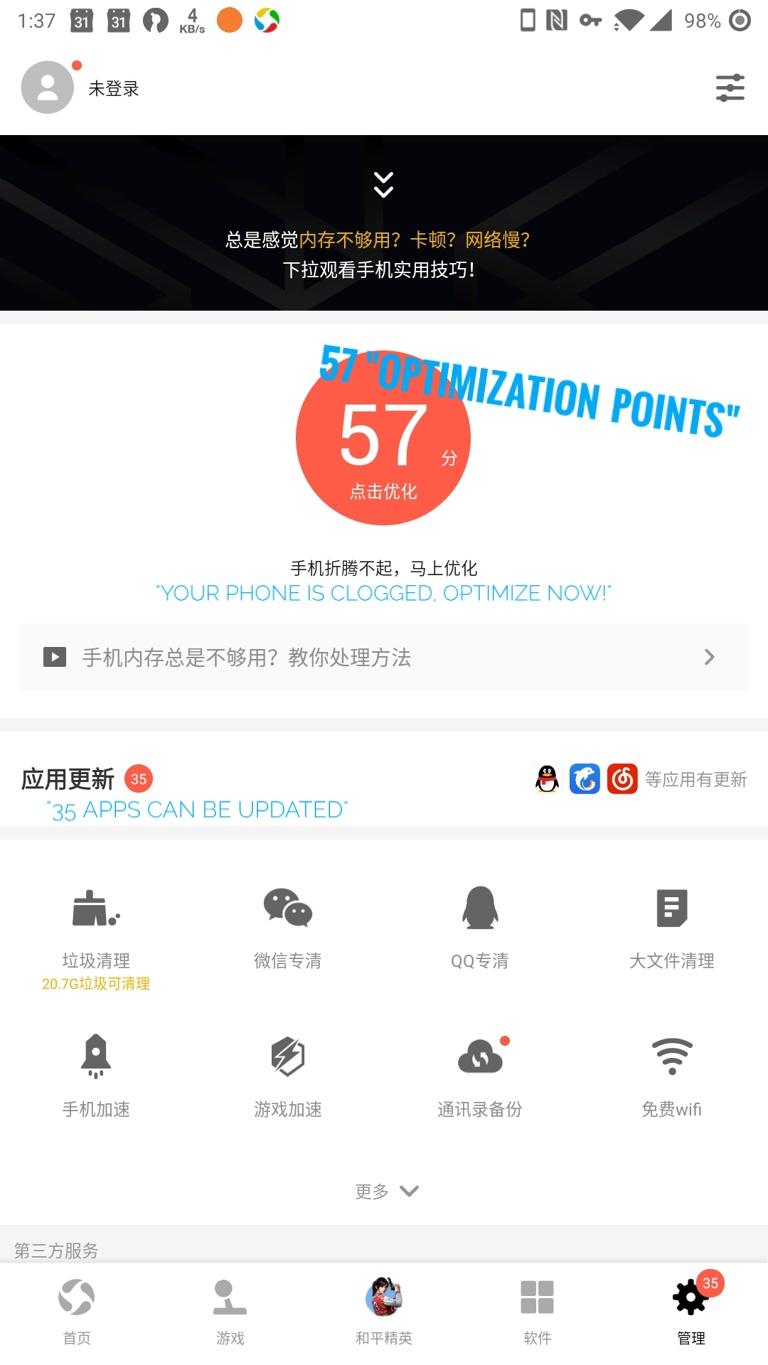 1:37
31
31
4
KB/s
98%
未登录
总是感觉内存不够用？卡顿？网络慢？
下拉观看手机实用技巧！
57 "OPTIMIZATION POINTS"
57
分
点击优化
手机折腾不起，马上优化
"YOUR PHONE IS CLOGGED, OPTIMIZE NOW!"
手机内存总是不够用？教你处理方法
应用更新 35
等应用有更新
"35 APPS CAN BE UPDATED"
垃圾清理
微信专清
QQ专清
大文件清理
20.7G垃圾可清理
手机加速
游戏加速
通讯录备份
免费wifi
更多
第三方服务
35
首页
游戏
和平精英
软件
管理